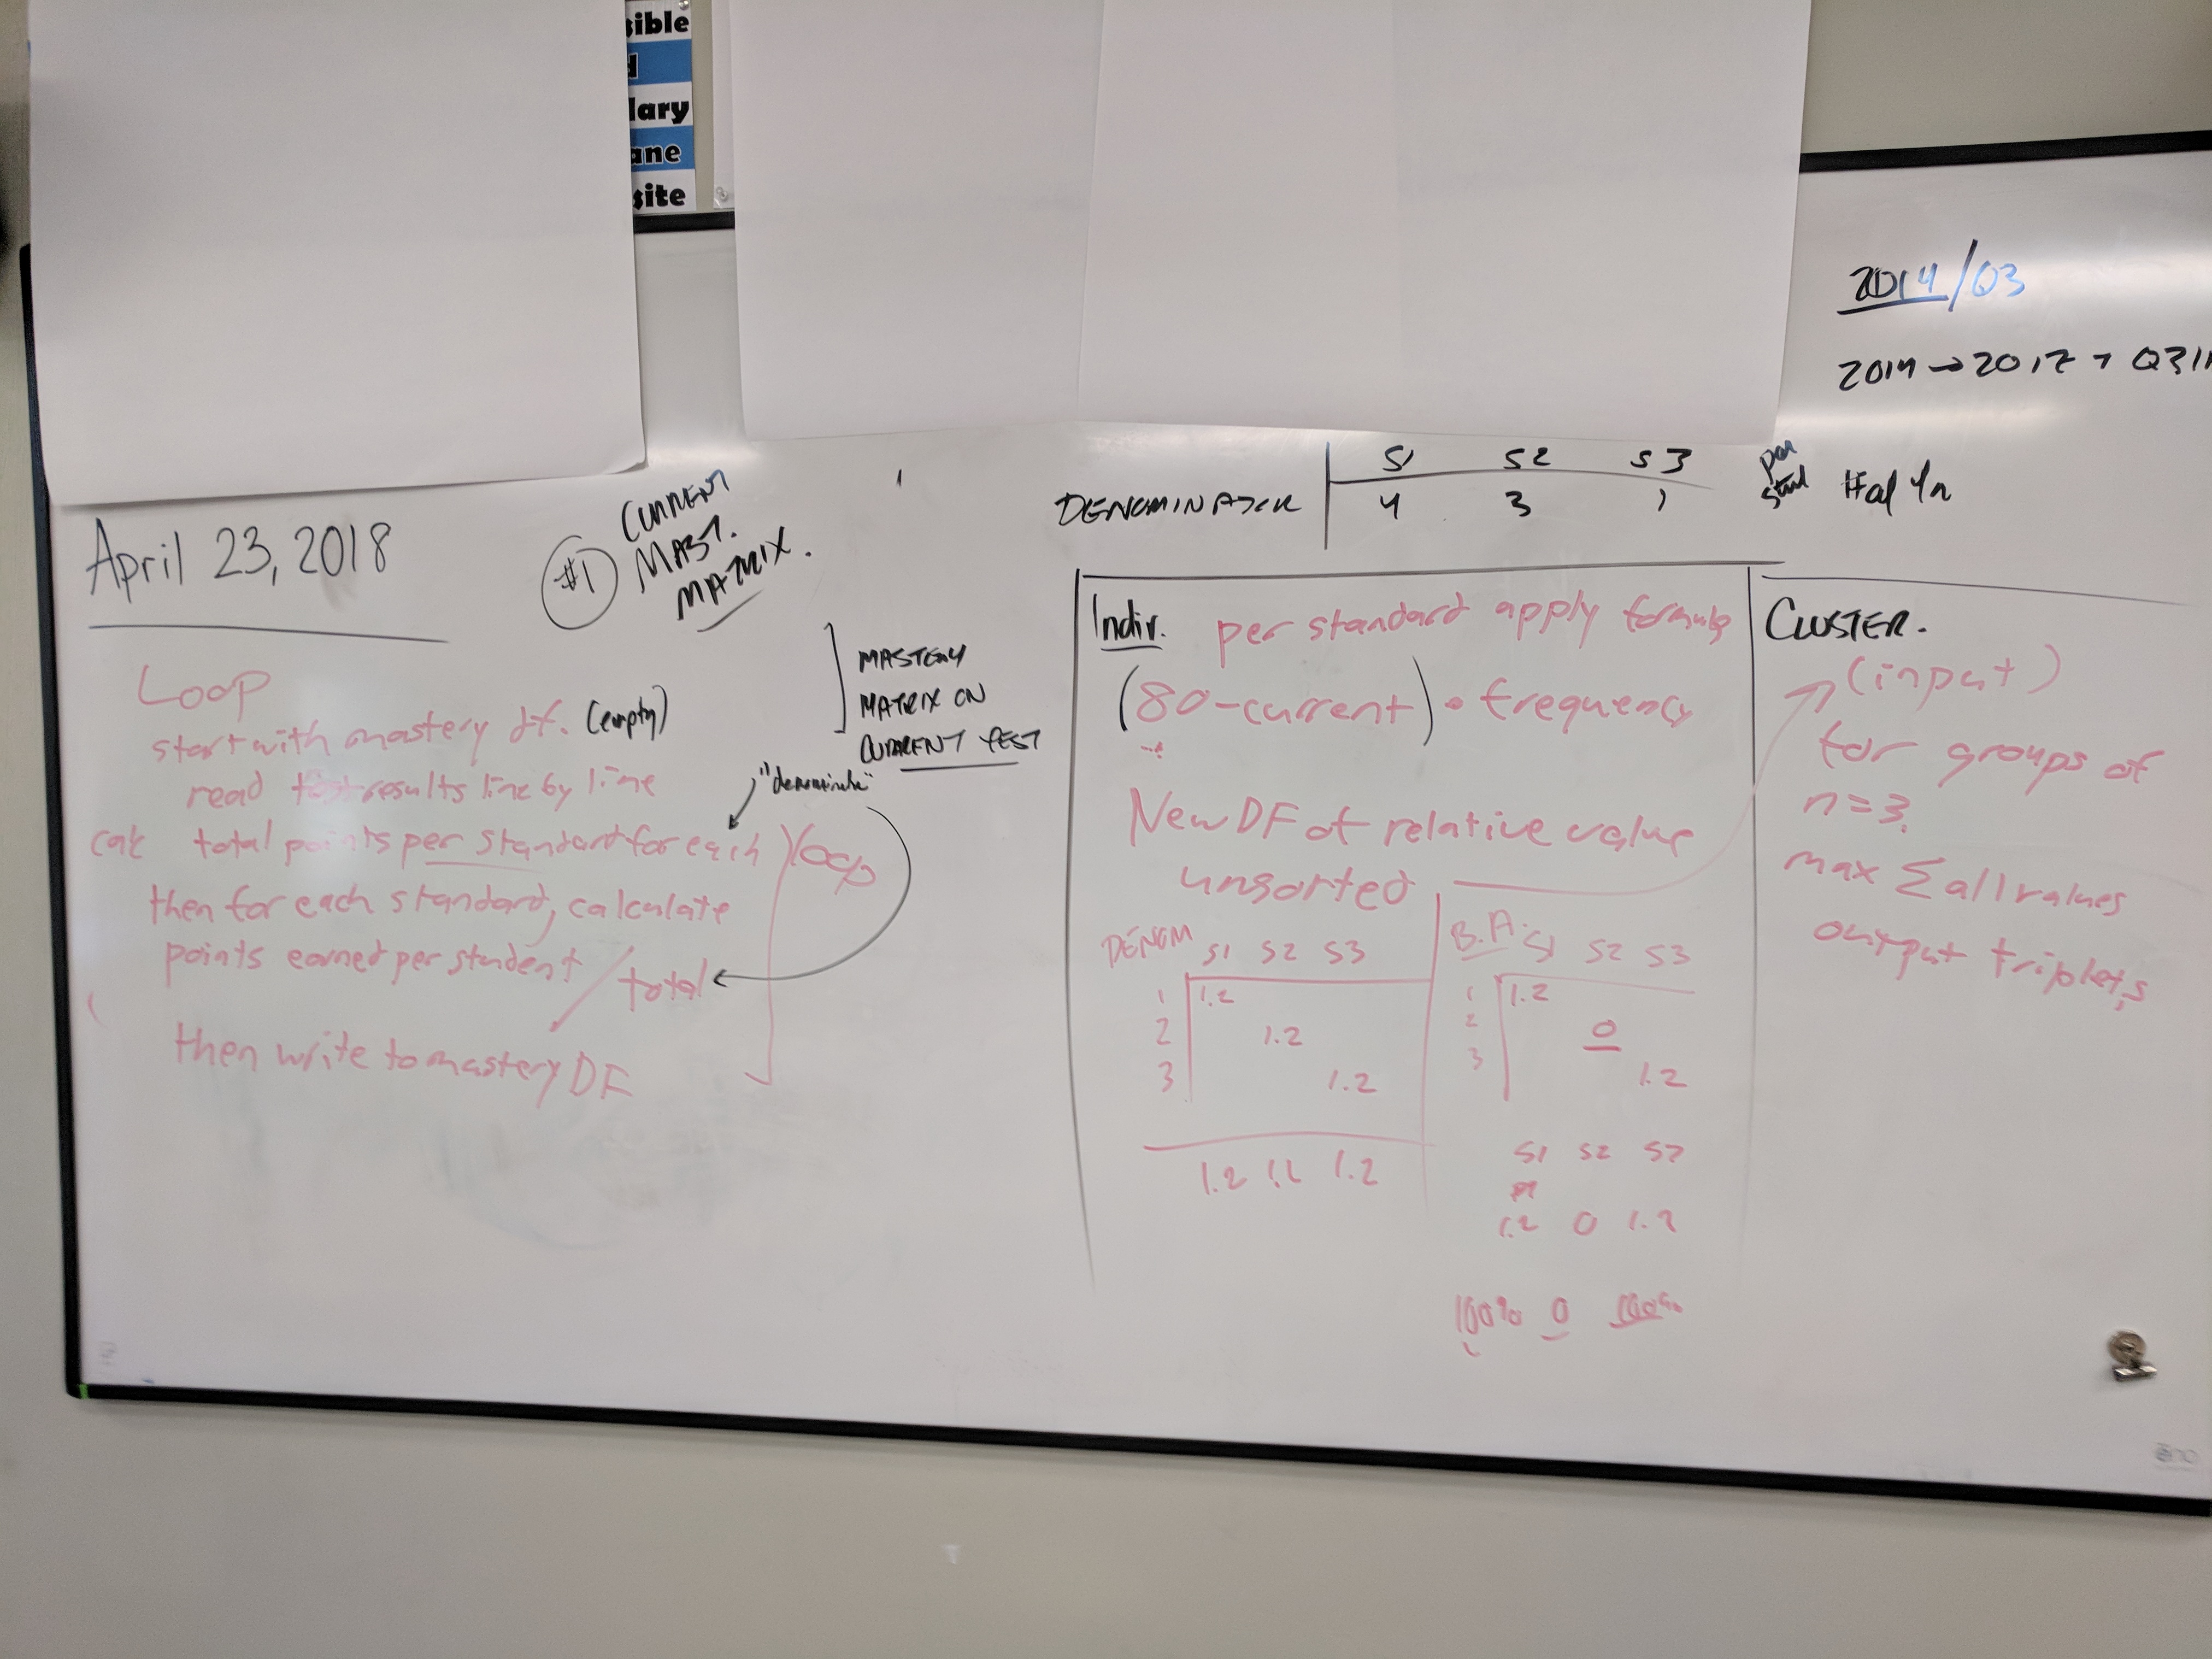 sible
d
lary
ane
site
2014/03
2014 → 2017 + Q3
S1 S2 S3
DENOMINATOR 4 3 1
per
April 23, 2018
#1 CURRENT
MAST.
MATRIX.
Loop
start with mastery df. (empty)
read test results line by line
calc total points per standard for each loop
then for each standard, calculate
points earned per student / total
then write to mastery DF
MASTERY
MATRIX ON
CURRENT TEST
Indiv. per standard apply formula
(80-current) • frequency
New DF of relative value
unsorted
DENOM S1 S2 S3
1 1.2
2 1.2
3 1.2
1.2 1.2 1.2
B.A. S1 S2 S3
1 1.2
2 0
3 1.2
S1 S2 S3
1.2 0 1.2
100% 0 100%
CLUSTER.
(input)
for groups of
n=3
max Σ all values
output triplets